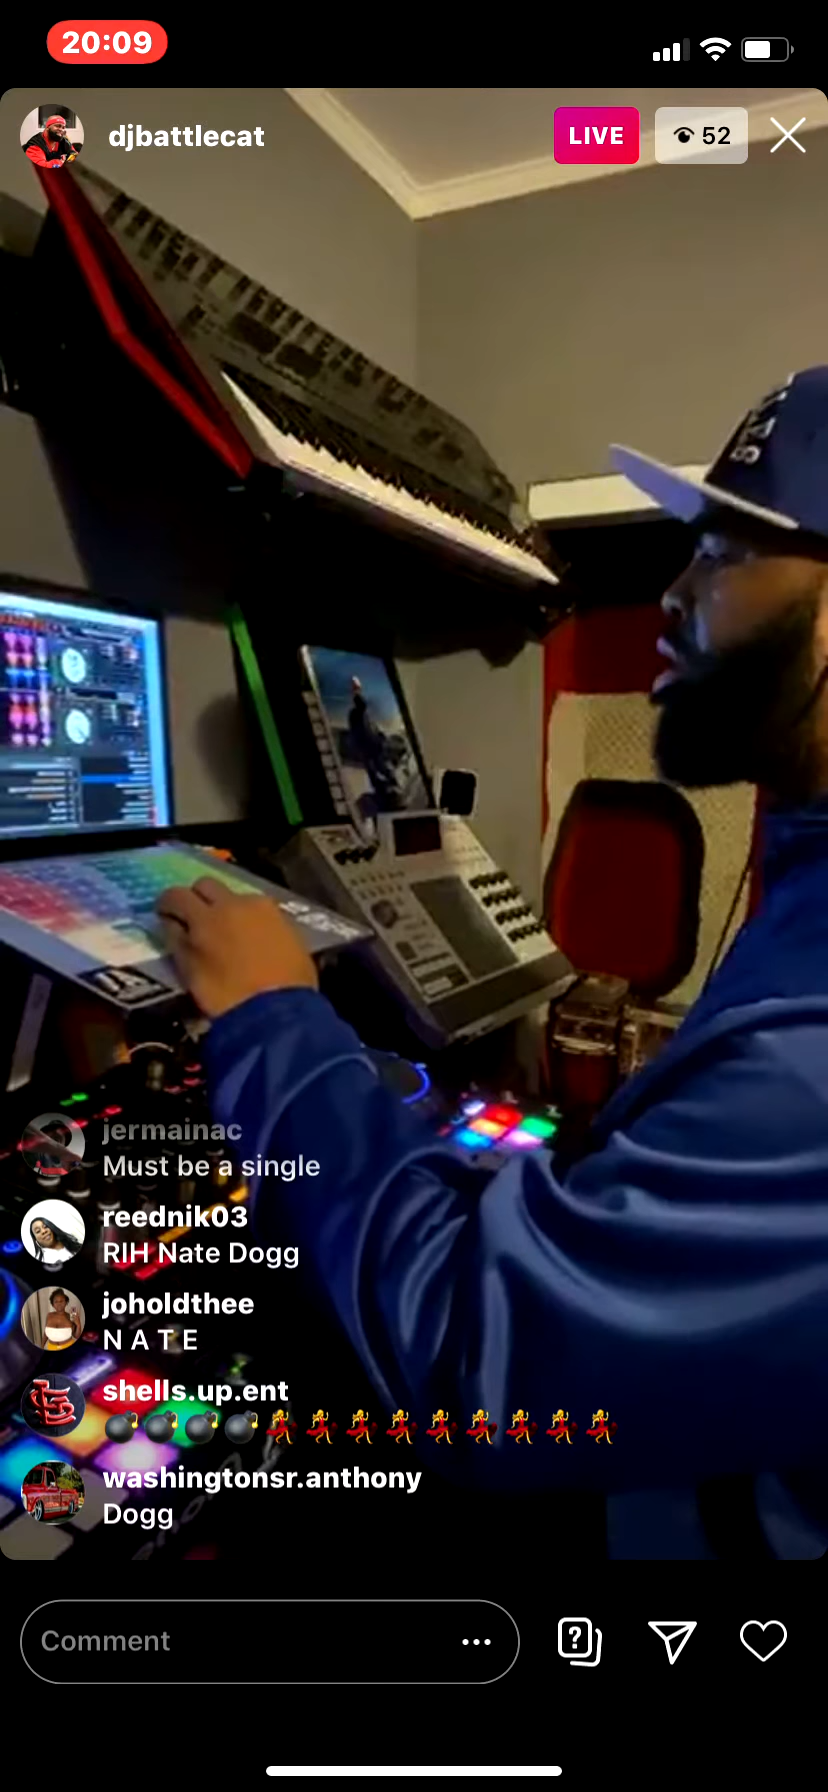 20:09
djbattlecat
LIVE
52
jermainac
Must be a single
reednik03
RIH Nate Dogg
joholdthee
N A T E
shells.up.ent
💣💣💣💣💃💃💃💃💃💃💃💃💃
washingtonsr.anthony
Dogg
Comment